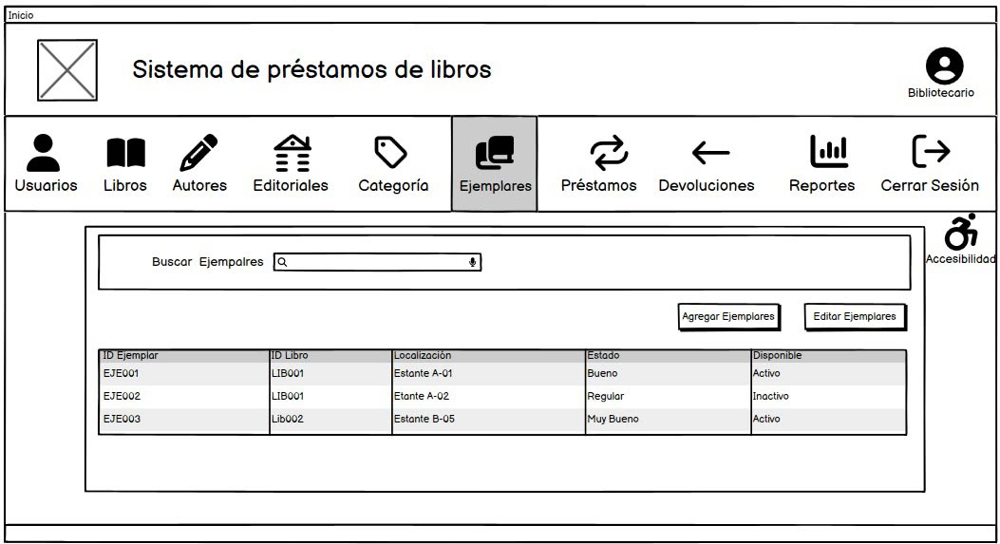 Inicio
Sistema de préstamos de libros
Bibliotecario
Usuarios Libros Autores Editoriales Categoría Ejemplares Préstamos Devoluciones Reportes Cerrar Sesión
Accesibilidad
Buscar Ejempalres
Agregar Ejemplares Editar Ejemplares
ID Ejemplar ID Libro Localización Estado Disponible
EJE001 LIB001 Estante A-01 Bueno Activo
EJE002 LIB001 Etante A-02 Regular Inactivo
EJE003 Lib002 Estante B-05 Muy Bueno Activo